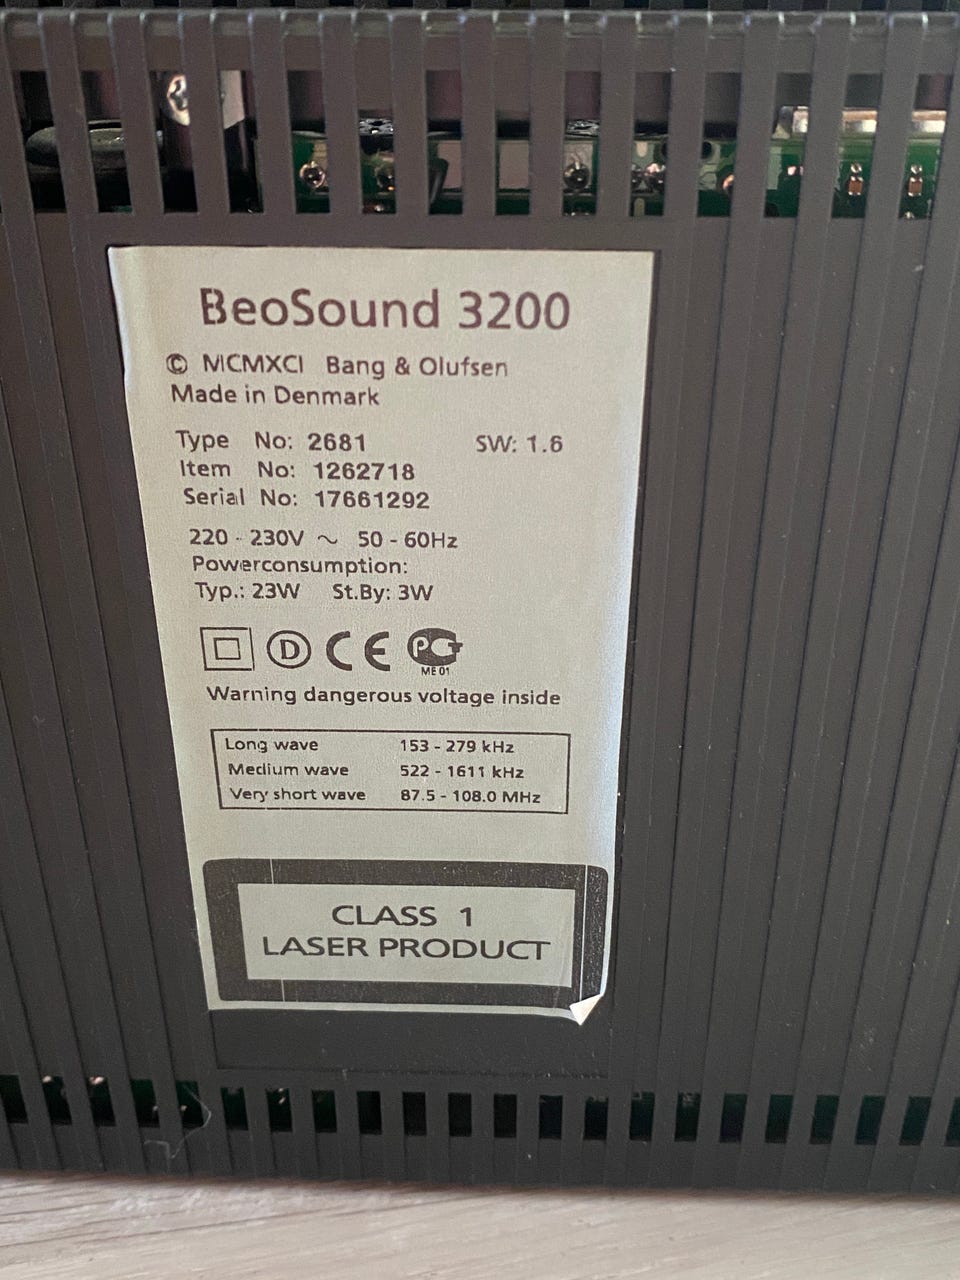 BeoSound 3200
© MCMXCI Bang & Olufsen
Made in Denmark
Type No: 2681 SW: 1.6
Item No: 1262718
Serial No: 17661292
220 - 230V ~ 50 - 60Hz
Powerconsumption:
Typ.: 23W St.By: 3W
D CE PCT
ME 01
Warning dangerous voltage inside
Long wave 153 - 279 kHz
Medium wave 522 - 1611 kHz
Very short wave 87.5 - 108.0 MHz
CLASS 1
LASER PRODUCT